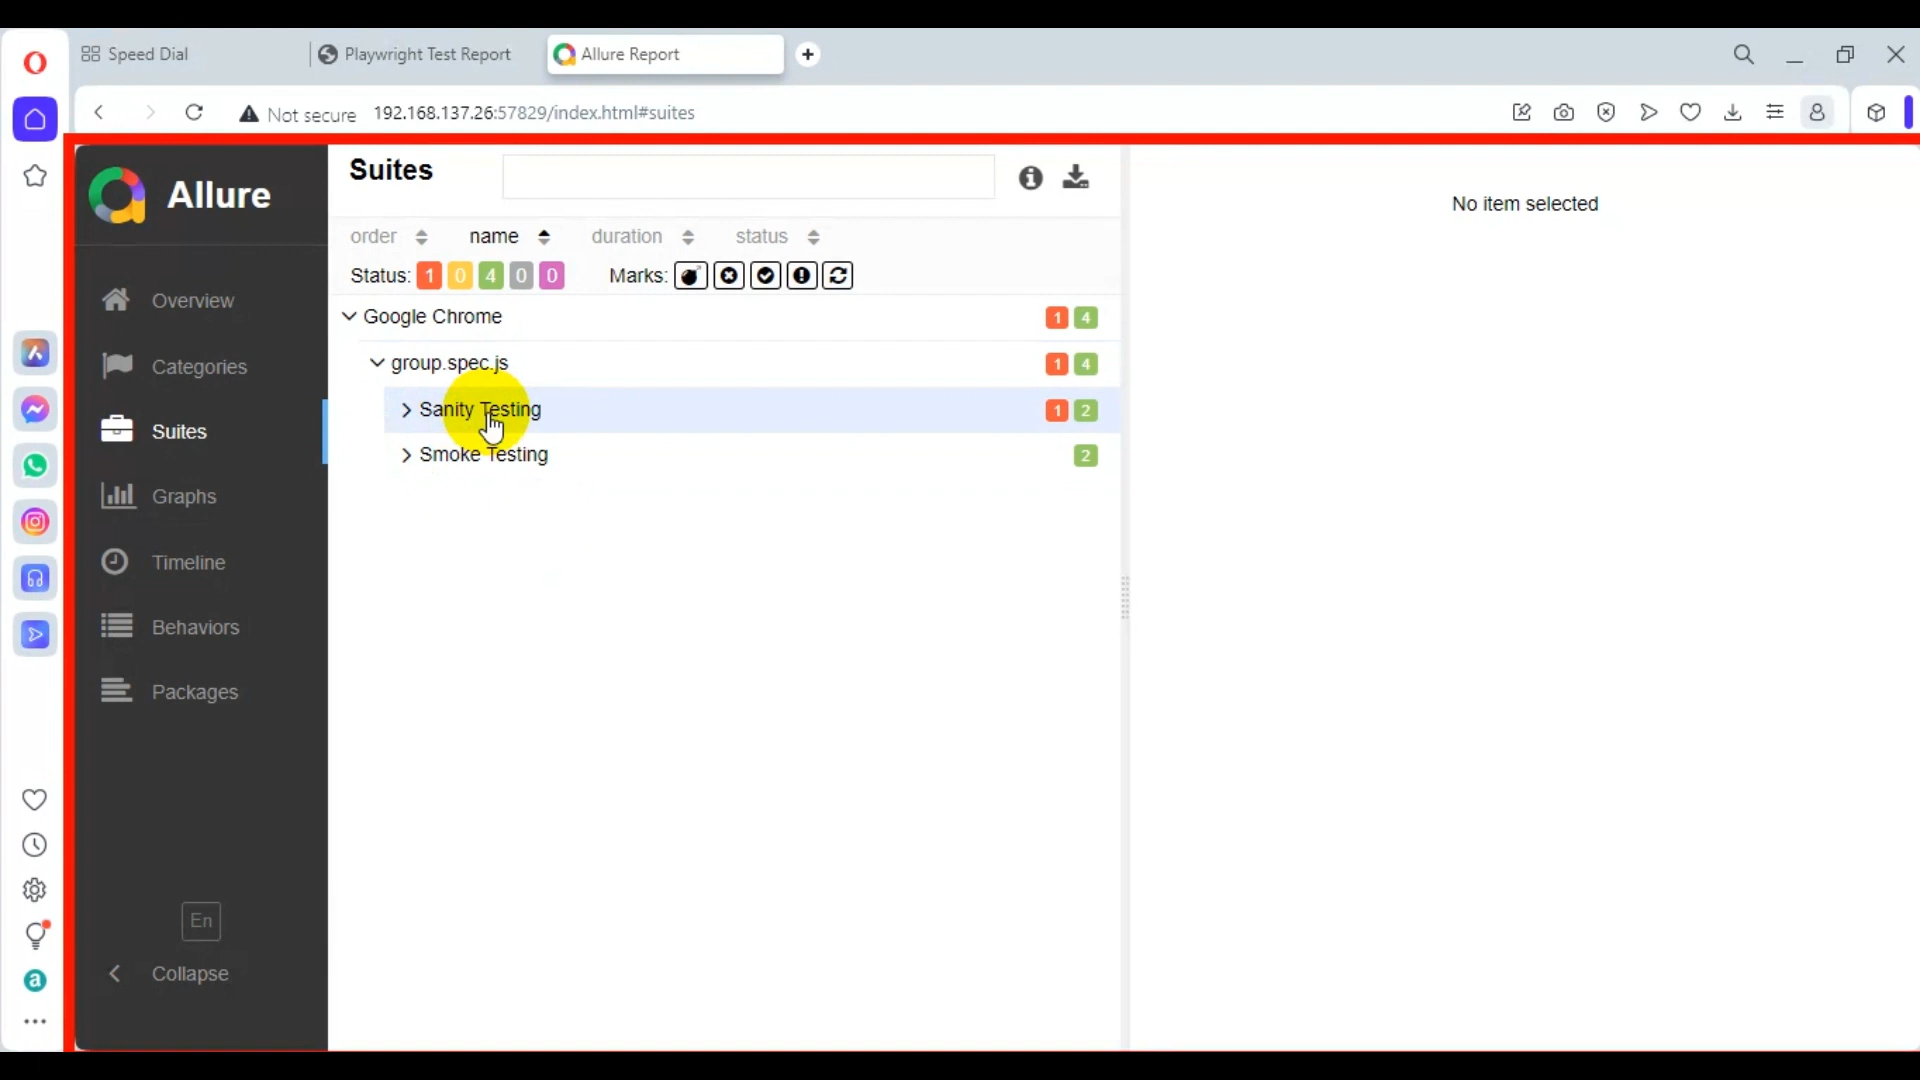 Speed Dial
Playwright Test Report
Allure Report
Not secure 192.168.137.26:57829/index.html#suites
Allure
Overview
Categories
Suites
Graphs
Timeline
Behaviors
Packages
En
Collapse
Suites
order name duration status
Status: 1 0 4 0 0 Marks:
Google Chrome 1 4
group.spec.js 1 4
Sanity Testing 1 2
Smoke Testing 2
No item selected